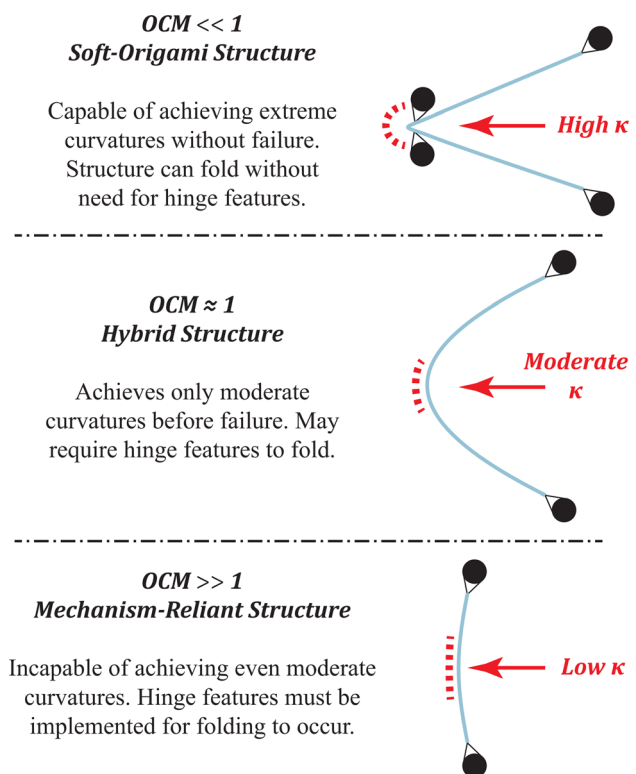 OCM << 1
Soft-Origami Structure
Capable of achieving extreme
curvatures without failure.
Structure can fold without
need for hinge features.
High κ
OCM ≈ 1
Hybrid Structure
Achieves only moderate
curvatures before failure. May
require hinge features to fold.
Moderate
κ
OCM >> 1
Mechanism-Reliant Structure
Incapable of achieving even moderate
curvatures. Hinge features must be
implemented for folding to occur.
Low κ